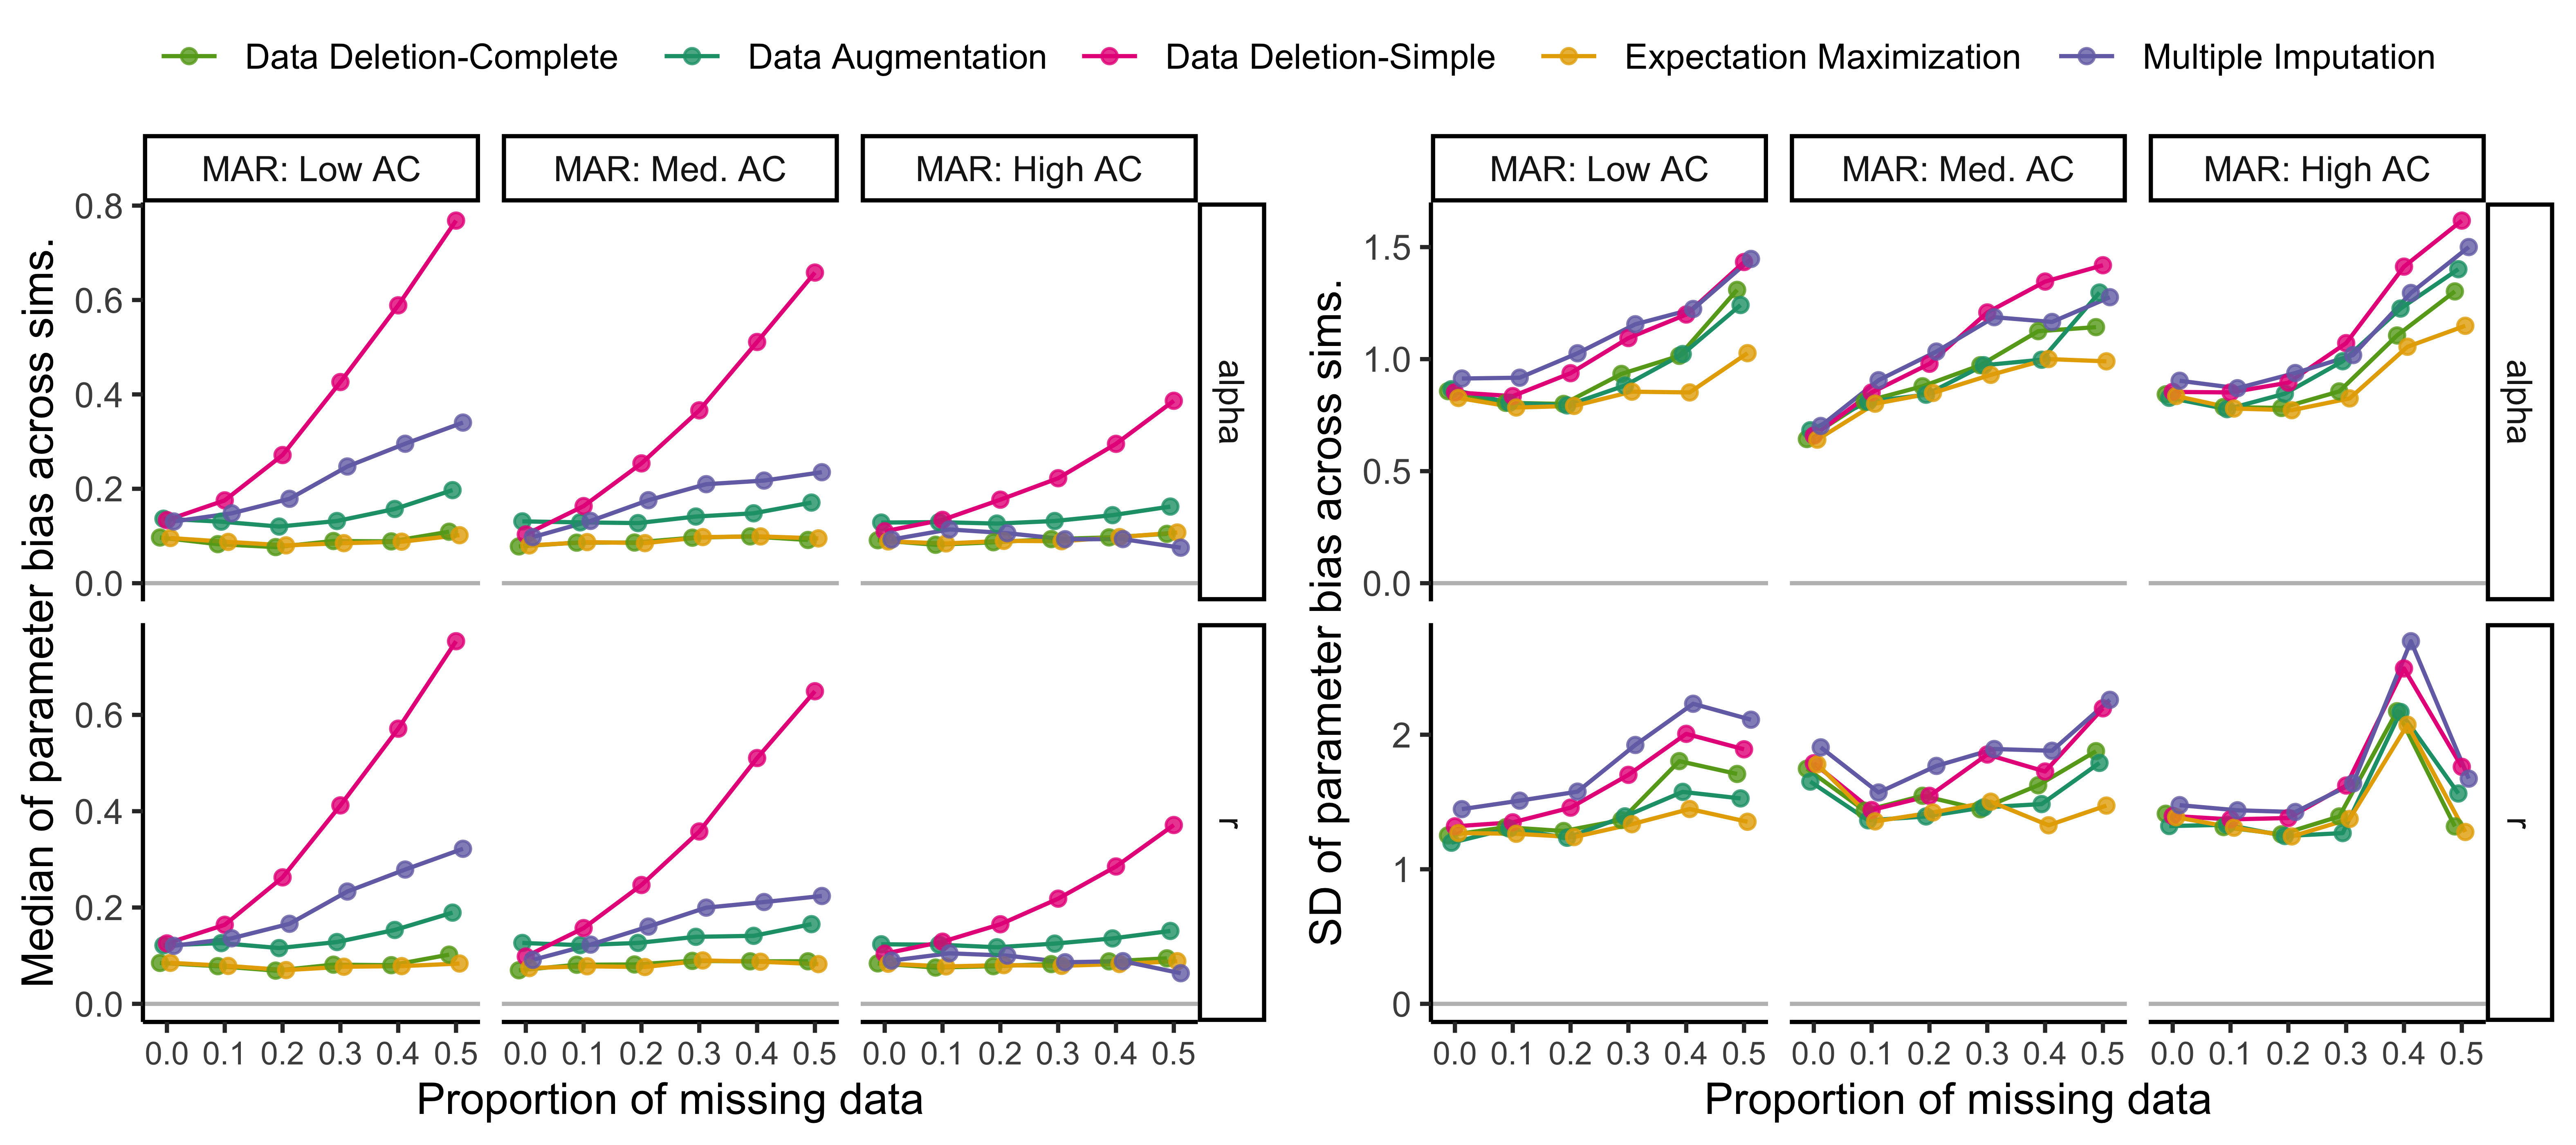 Data Deletion-Complete Data Augmentation Data Deletion-Simple Expectation Maximization Multiple Imputation
MAR: Low AC MAR: Med. AC MAR: High AC
0.8
0.6
0.4
0.2
0.0
alpha
0.6
0.4
0.2
0.0
r
0.0 0.1 0.2 0.3 0.4 0.5 0.0 0.1 0.2 0.3 0.4 0.5 0.0 0.1 0.2 0.3 0.4 0.5
Median of parameter bias across sims.
Proportion of missing data
MAR: Low AC MAR: Med. AC MAR: High AC
1.5
1.0
0.5
0.0
alpha
2
1
0
r
0.0 0.1 0.2 0.3 0.4 0.5 0.0 0.1 0.2 0.3 0.4 0.5 0.0 0.1 0.2 0.3 0.4 0.5
SD of parameter bias across sims.
Proportion of missing data